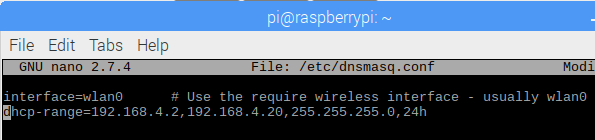 pi@raspberrypi: ~
File Edit Tabs Help
GNU nano 2.7.4 File: /etc/dnsmasq.conf Modi
interface=wlan0 # Use the require wireless interface - usually wlan0
dhcp-range=192.168.4.2,192.168.4.20,255.255.255.0,24h